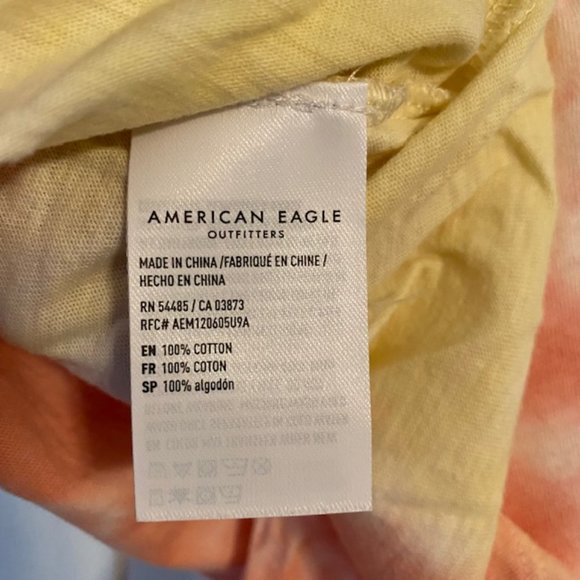 AMERICAN EAGLE
OUTFITTERS
MADE IN CHINA /FABRIQUÉ EN CHINE /
HECHO EN CHINA
RN 54485 / CA 03873
RFC# AEM120605U9A
EN 100% COTTON
FR 100% COTON
SP 100% algodón